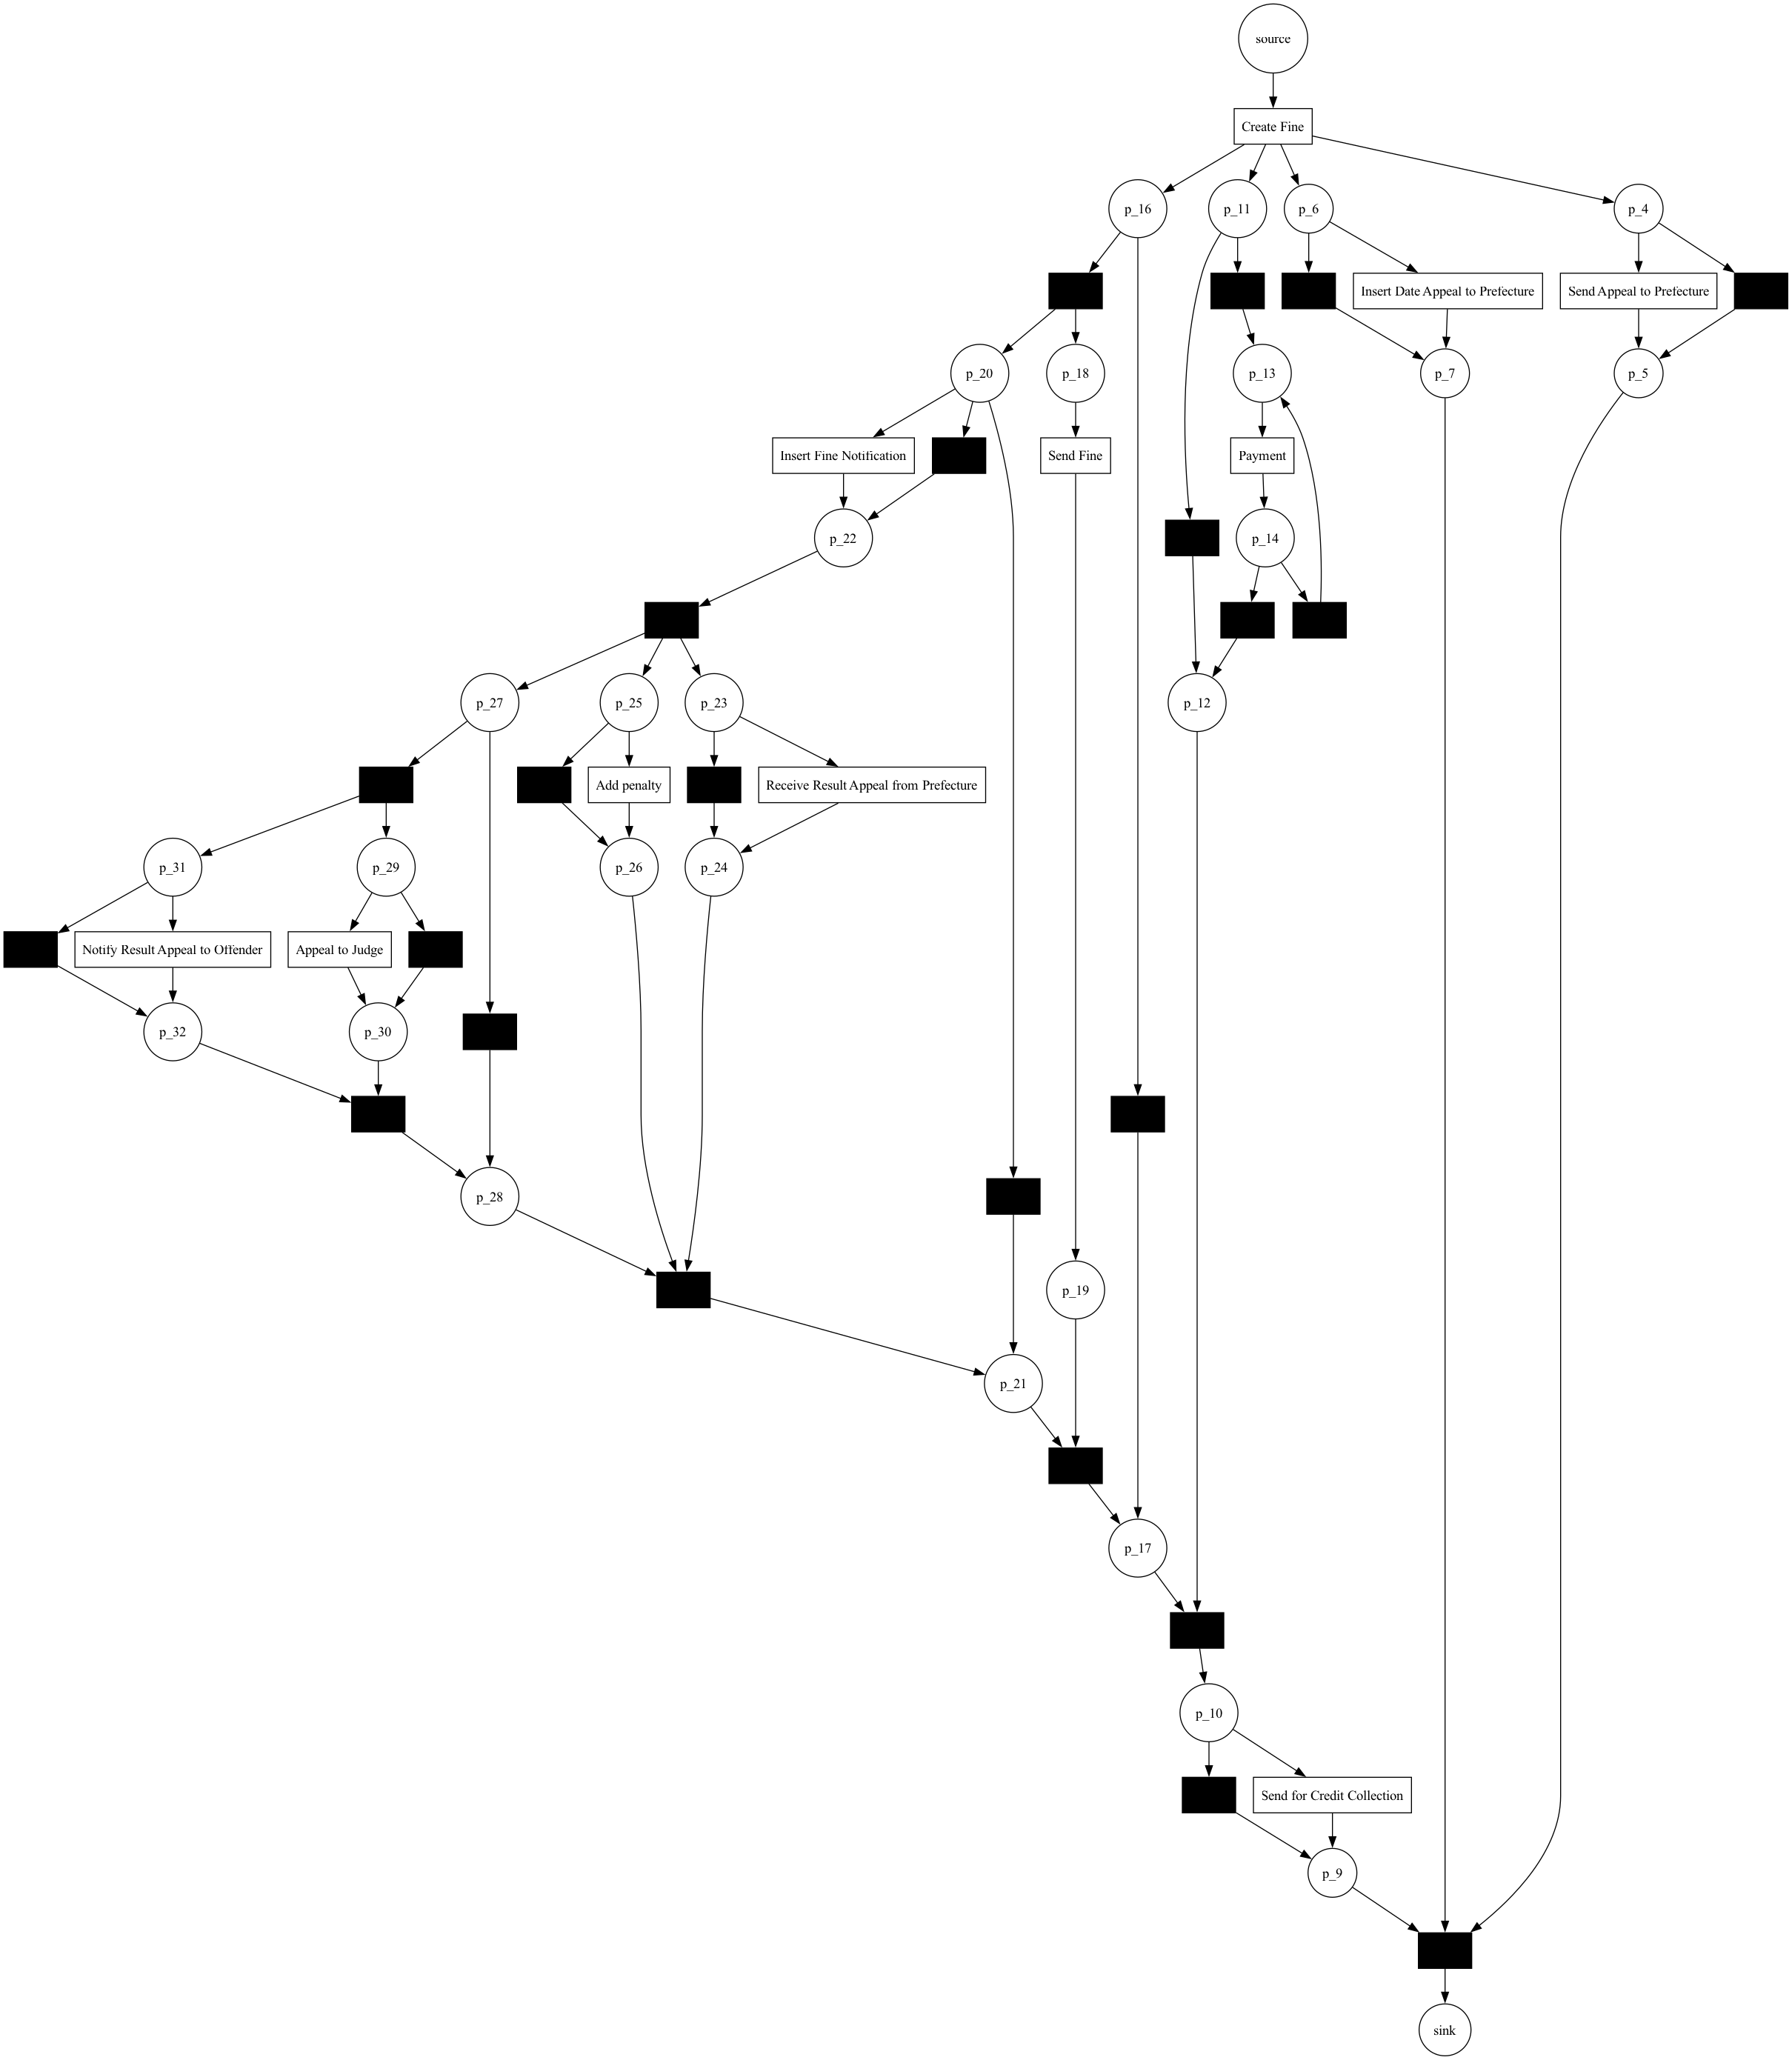 source
Create Fine
p_16
p_11
p_6
p_4
Insert Date Appeal to Prefecture
Send Appeal to Prefecture
p_20
p_18
p_13
p_7
p_5
Insert Fine Notification
Send Fine
Payment
p_22
p_14
p_27
p_25
p_23
p_12
Add penalty
Receive Result Appeal from Prefecture
p_31
p_29
p_26
p_24
Notify Result Appeal to Offender
Appeal to Judge
p_32
p_30
p_28
p_19
p_21
p_17
p_10
Send for Credit Collection
p_9
sink